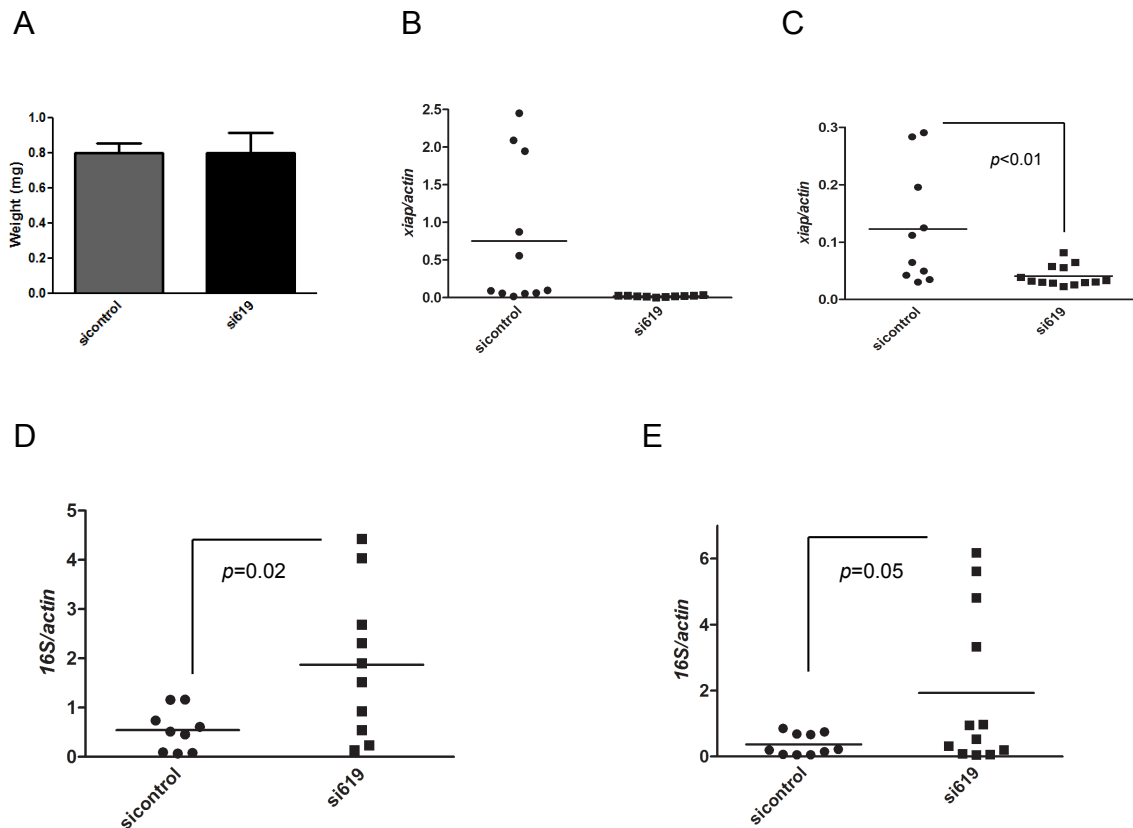 A
B
C
Weight (mg)
1.0
0.8
0.6
0.4
0.2
0.0
sicontrol
si619
xiap/actin
2.5
2.0
1.5
1.0
0.5
0.0
sicontrol
si619
xiap/actin
0.3
0.2
0.1
0.0
p<0.01
sicontrol
si619
D
E
16S/actin
5
4
3
2
1
0
p=0.02
sicontrol
si619
16S/actin
6
4
2
0
p=0.05
sicontrol
si619